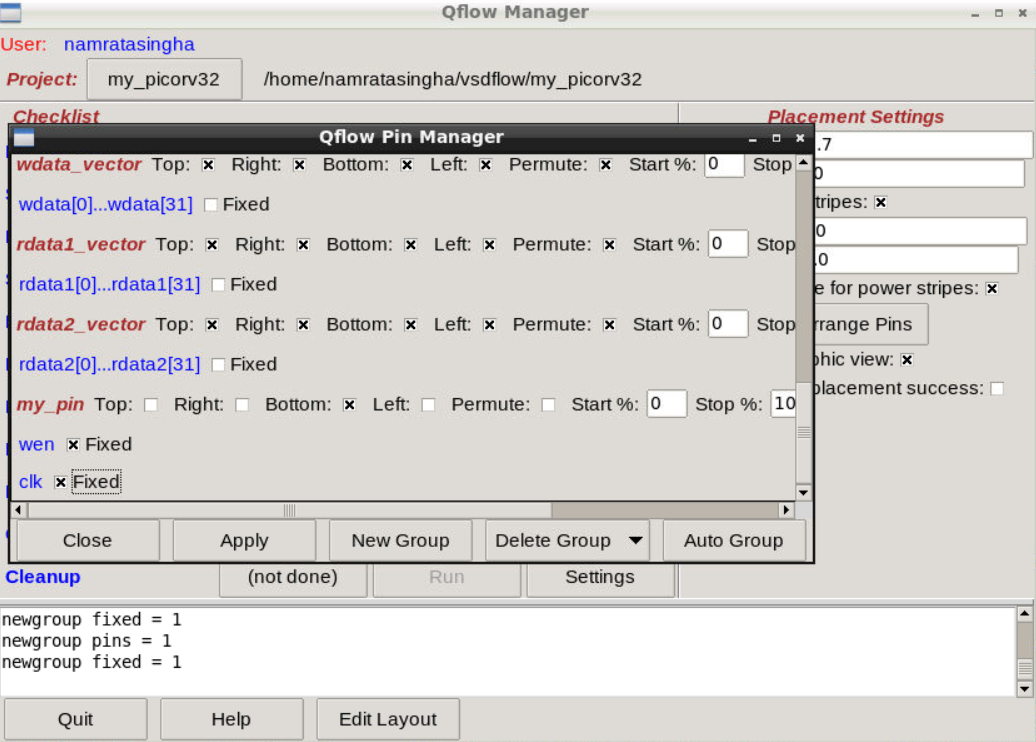 Qflow Manager
User: namratasingha
Project: my_picorv32 /home/namratasingha/vsdflow/my_picorv32
Checklist Placement Settings
Qflow Pin Manager
.7
wdata_vector Top: Right: Bottom: Left: Permute: Start %: 0 Stop
0
wdata[0]...wdata[31] Fixed
tripes:
0
rdata1_vector Top: Right: Bottom: Left: Permute: Start %: 0 Stop
.0
rdata1[0]...rdata1[31] Fixed
e for power stripes:
rdata2_vector Top: Right: Bottom: Left: Permute: Start %: 0 Stop
rrange Pins
rdata2[0]...rdata2[31] Fixed
phic view:
placement success:
my_pin Top: Right: Bottom: Left: Permute: Start %: 0 Stop %: 10
wen Fixed
clk Fixed
Close Apply New Group Delete Group Auto Group
Cleanup (not done) Run Settings
newgroup fixed = 1
newgroup pins = 1
newgroup fixed = 1
Quit Help Edit Layout